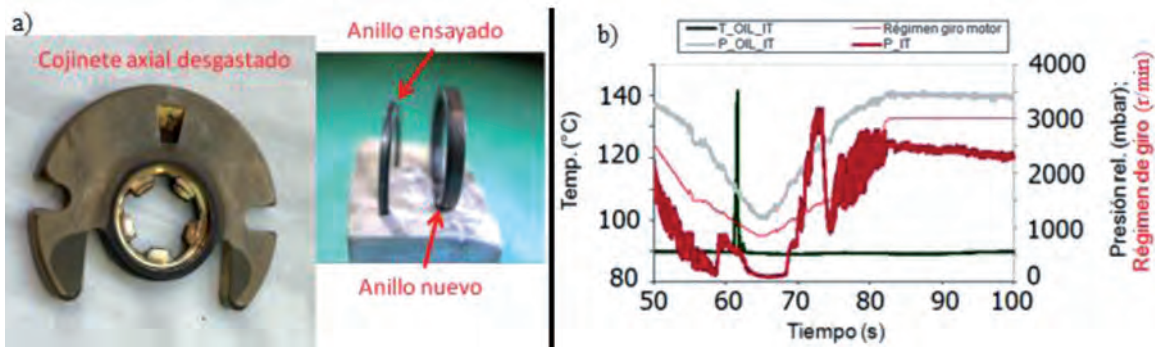 a)
Cojinete axial desgastado
Anillo ensayado
Anillo nuevo
b)
T_OIL_IT
Régimen giro motor
P_OIL_IT
P_IT
Temp. (°C)
140
120
100
80
4000
3000
2000
1000
0
Presión rel. (mbar);
Régimen de giro (r/min)
50
60
70
80
90
100
Tiempo (s)